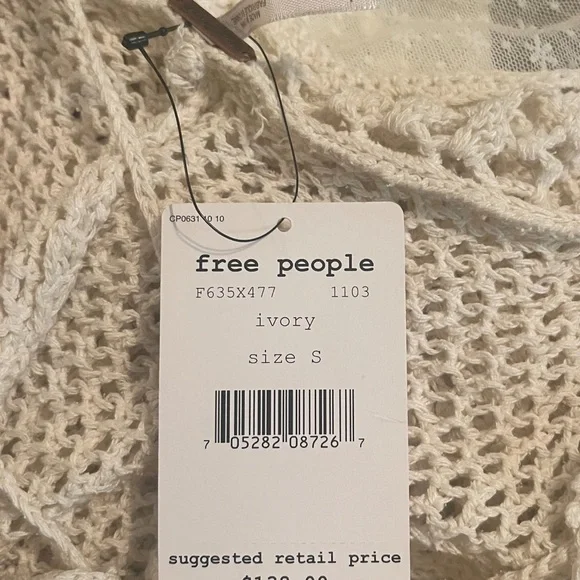 CP0631 10 10
free people
F635X477 1103
ivory
size S
7 05282 08726 7
suggested retail price